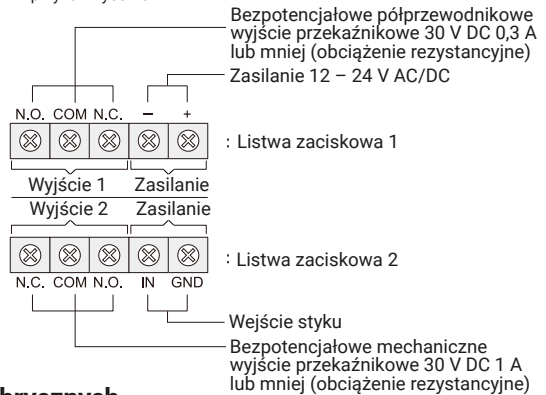 Bezpotencjałowe półprzewodnikowe
wyjście przekaźnikowe 30 V DC 0,3 A
lub mniej (obciążenie rezystancyjne)
Zasilanie 12 – 24 V AC/DC
N.O. COM N.C. − +
: Listwa zaciskowa 1
Wyjście 1 Zasilanie
Wyjście 2 Zasilanie
: Listwa zaciskowa 2
N.C. COM N.O. IN GND
Wejście styku
Bezpotencjałowe mechaniczne
wyjście przekaźnikowe 30 V DC 1 A
lub mniej (obciążenie rezystancyjne)